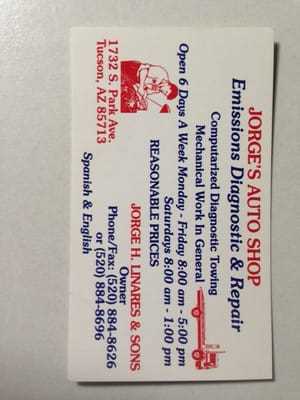 JORGE'S AUTO SHOP
Emissions Diagnostic & Repair
Computarized Diagnostic Towing
Mechanical Work In General
Open 6 Days A Week Monday - Friday 8:00 am - 5:00 pm
Saturdays 8:00 am - 1:00 pm
REASONABLE PRICES
1732 S. Park Ave.
Tucson, AZ 85713
JORGE H. LINARES & SONS
Owner
Phone/Fax: (520) 884-8626
or (520) 884-8696
Spanish & English